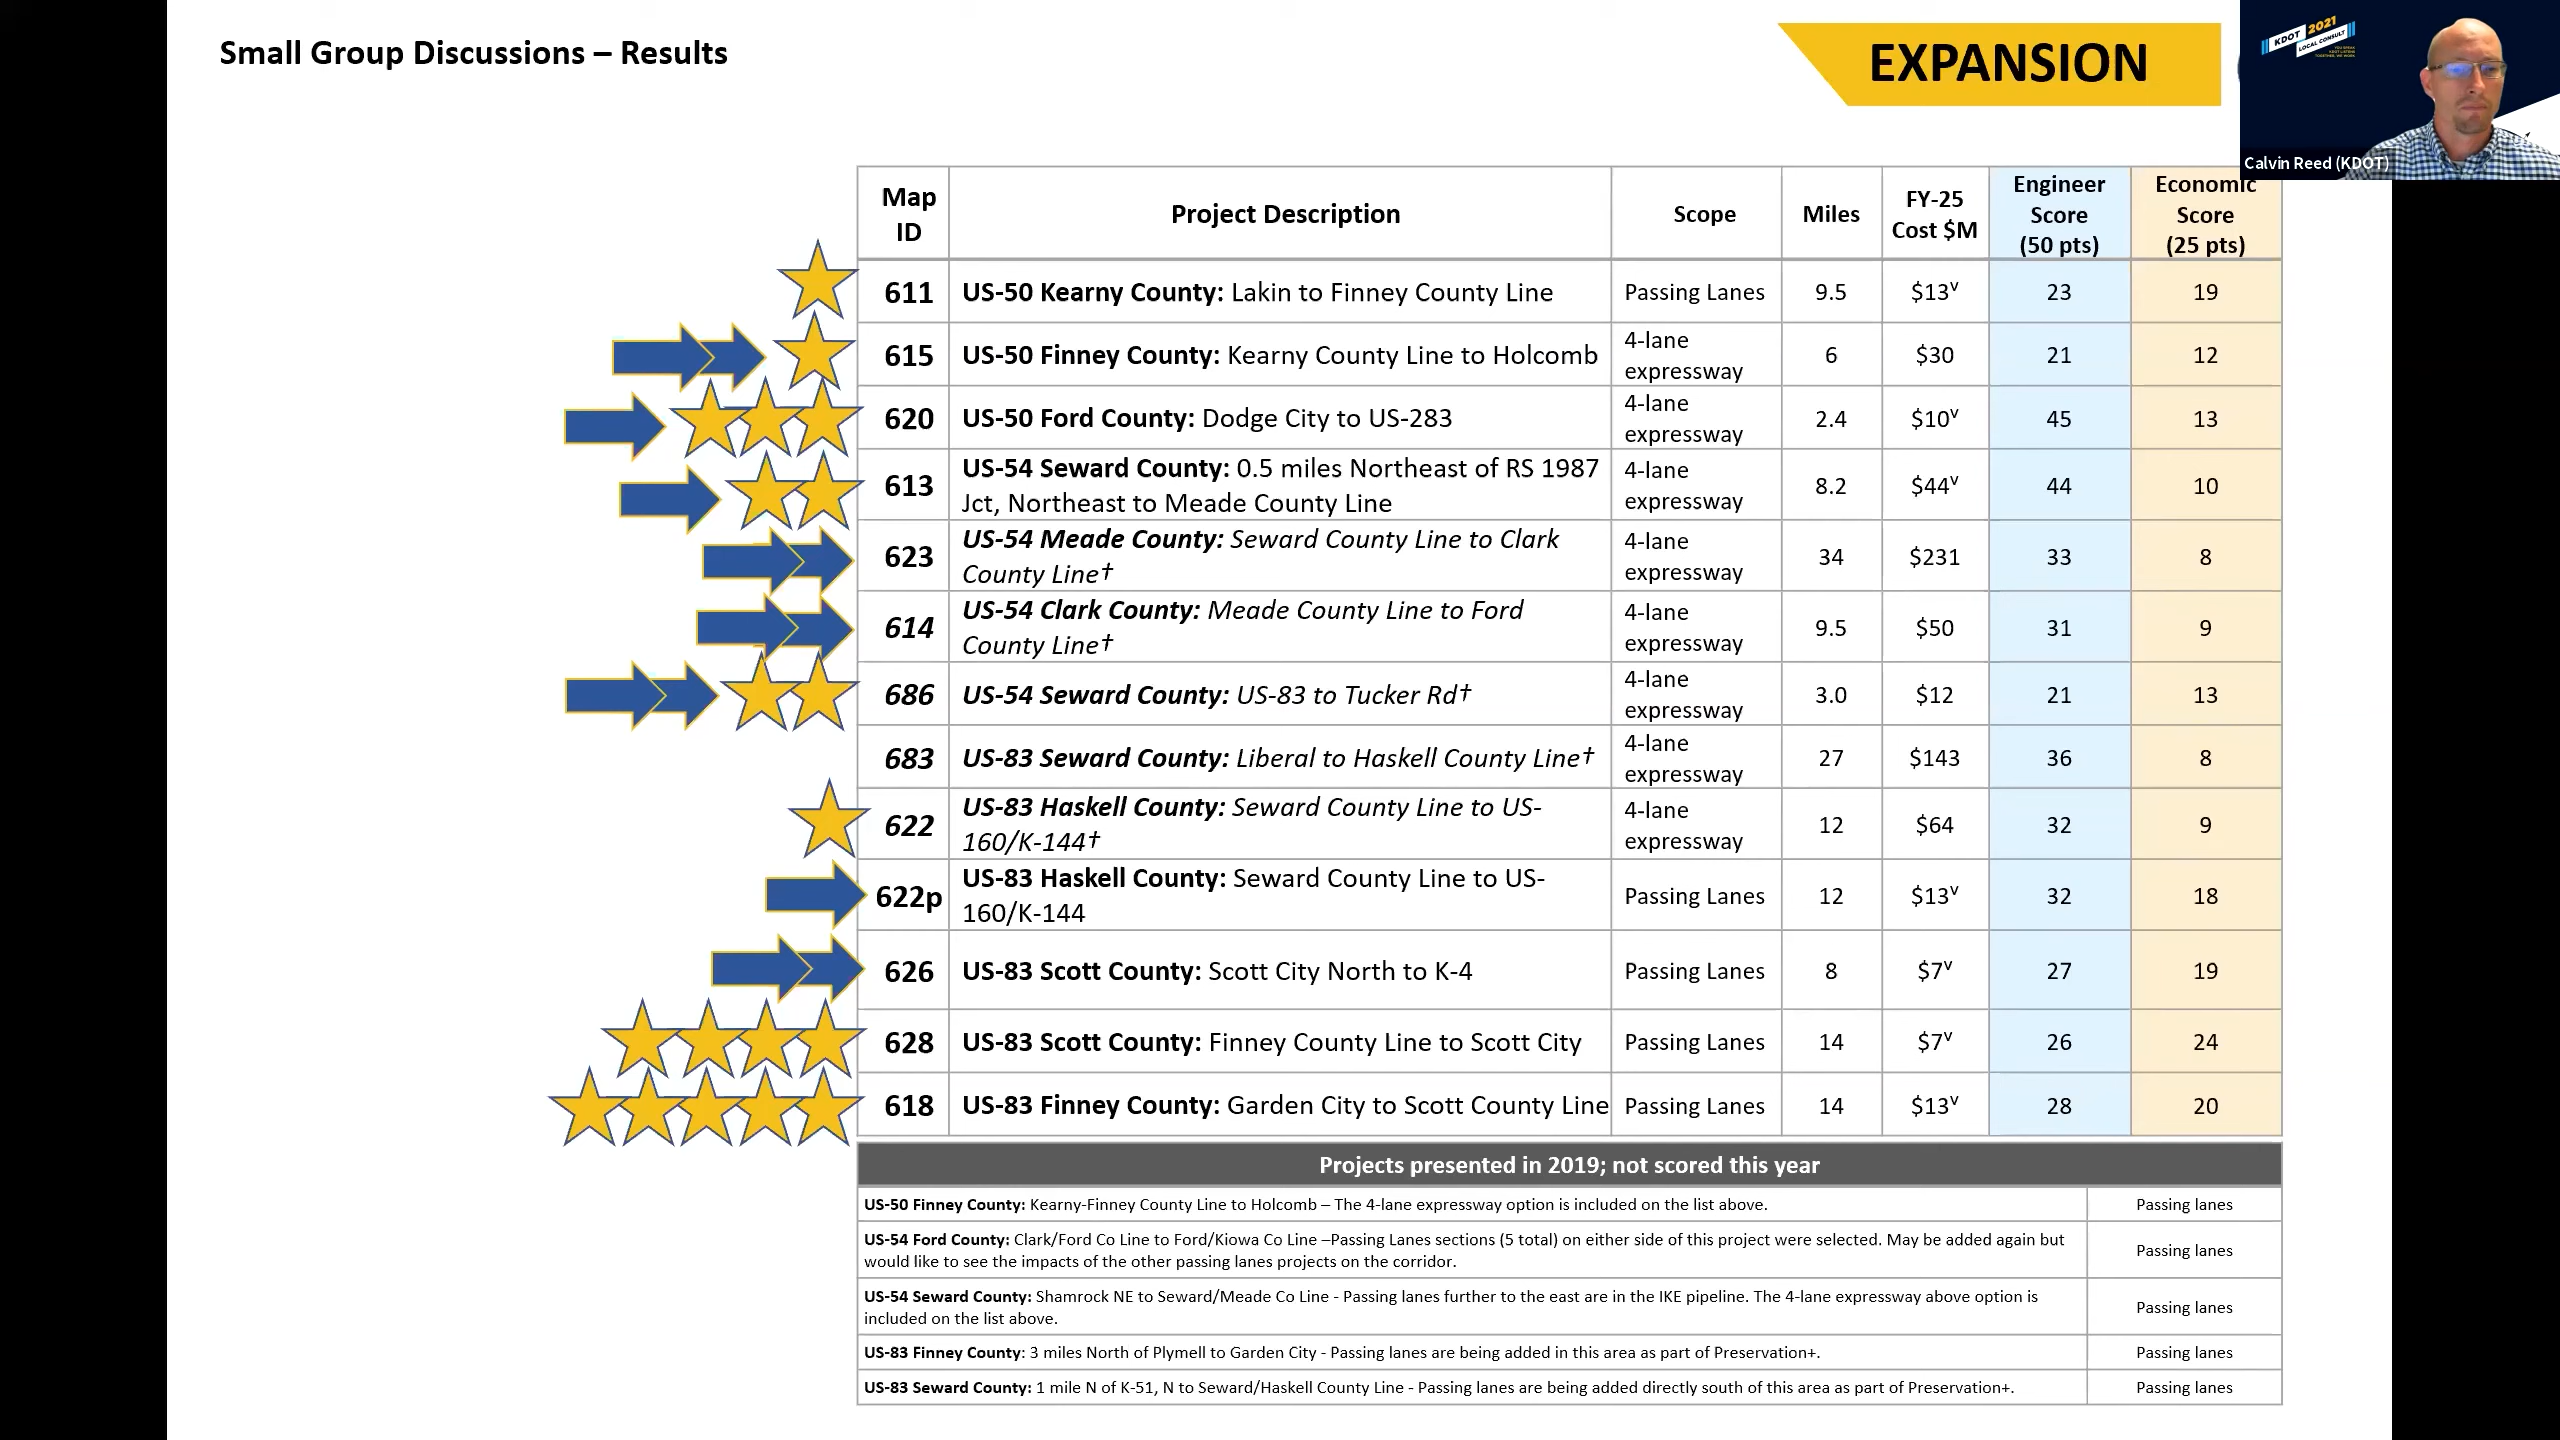 Small Group Discussions – Results
EXPANSION
KDOT 2021
LOCAL CONSULT
Calvin Reed (KDOT)
Map ID
Project Description
Scope
Miles
FY-25 Cost $M
Engineer Score (50 pts)
Economic Score (25 pts)
611 US-50 Kearny County: Lakin to Finney County Line Passing Lanes 9.5 $13ᵛ 23 19
615 US-50 Finney County: Kearny County Line to Holcomb 4-lane expressway 6 $30 21 12
620 US-50 Ford County: Dodge City to US-283 4-lane expressway 2.4 $10ᵛ 45 13
613 US-54 Seward County: 0.5 miles Northeast of RS 1987
Jct, Northeast to Meade County Line 4-lane expressway 8.2 $44ᵛ 44 10
623 US-54 Meade County: Seward County Line to Clark
County Line† 4-lane expressway 34 $231 33 8
614 US-54 Clark County: Meade County Line to Ford
County Line† 4-lane expressway 9.5 $50 31 9
686 US-54 Seward County: US-83 to Tucker Rd† 4-lane expressway 3.0 $12 21 13
683 US-83 Seward County: Liberal to Haskell County Line† 4-lane expressway 27 $143 36 8
622 US-83 Haskell County: Seward County Line to US-
160/K-144† 4-lane expressway 12 $64 32 9
622p US-83 Haskell County: Seward County Line to US-
160/K-144 Passing Lanes 12 $13ᵛ 32 18
626 US-83 Scott County: Scott City North to K-4 Passing Lanes 8 $7ᵛ 27 19
628 US-83 Scott County: Finney County Line to Scott City Passing Lanes 14 $7ᵛ 26 24
618 US-83 Finney County: Garden City to Scott County Line Passing Lanes 14 $13ᵛ 28 20
Projects presented in 2019; not scored this year
US-50 Finney County: Kearny-Finney County Line to Holcomb – The 4-lane expressway option is included on the list above. Passing lanes
US-54 Ford County: Clark/Ford Co Line to Ford/Kiowa Co Line –Passing Lanes sections (5 total) on either side of this project were selected. May be added again but
would like to see the impacts of the other passing lanes projects on the corridor. Passing lanes
US-54 Seward County: Shamrock NE to Seward/Meade Co Line - Passing lanes further to the east are in the IKE pipeline. The 4-lane expressway above option is
included on the list above. Passing lanes
US-83 Finney County: 3 miles North of Plymell to Garden City - Passing lanes are being added in this area as part of Preservation+. Passing lanes
US-83 Seward County: 1 mile N of K-51, N to Seward/Haskell County Line - Passing lanes are being added directly south of this area as part of Preservation+. Passing lanes